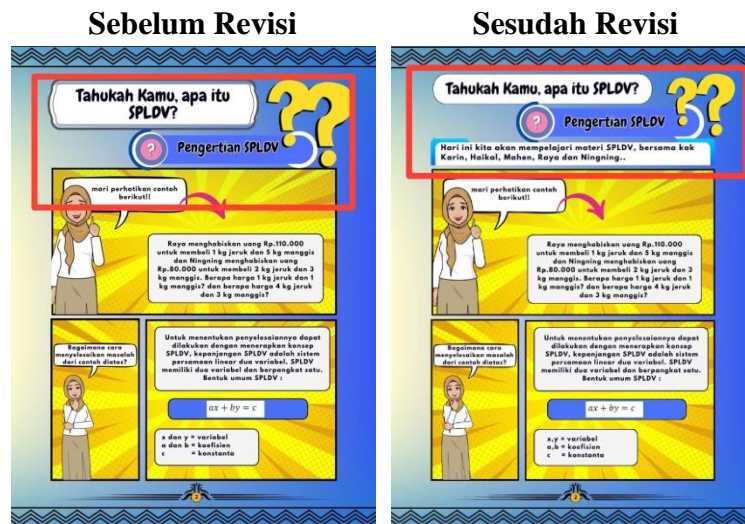 Sebelum Revisi
Tahukah Kamu, apa itu
SPLDV?
Pengertian SPLDV
mari perhatikan contoh
berikut!!
Raya menghabiskan uang Rp.110.000
untuk membeli 1 kg jeruk dan 5 kg manggis
dan Ningning menghabiskan uang
Rp.80.000 untuk membeli 2 kg jeruk dan 3
kg manggis. Berapa harga 1 kg jeruk dan 1
kg manggis? dan berapa harga 4 kg jeruk
dan 3 kg manggis?
Bagaimana cara
menyelesaikan masalah
dari contoh diatas?
Untuk menentukan penyelesaiannya dapat
dilakukan dengan menerapkan konsep
SPLDV, kepanjangan SPLDV adalah sistem
persamaan linear dua variabel. SPLDV
memiliki dua variabel dan berpangkat satu.
Bentuk umum SPLDV :
ax + by = c
x dan y = variabel
a dan b = koefisien
c = konstanta
2
Sesudah Revisi
Tahukah Kamu, apa itu SPLDV?
Pengertian SPLDV
Hari ini kita akan mempelajari materi SPLDV, bersama kak
Karin, Haikal, Mahen, Raya dan Ningning..
mari perhatikan contoh
berikut!!
Raya menghabiskan uang Rp.110.000
untuk membeli 1 kg jeruk dan 5 kg manggis
dan Ningning menghabiskan uang
Rp.80.000 untuk membeli 2 kg jeruk dan 3
kg manggis. Berapa harga 1 kg jeruk dan 1
kg manggis? dan berapa harga 4 kg jeruk
dan 3 kg manggis?
Bagaimana cara
menyelesaikan masalah
dari contoh diatas?
Untuk menentukan penyelesaiannya dapat
dilakukan dengan menerapkan konsep
SPLDV, kepanjangan SPLDV adalah sistem
persamaan linear dua variabel. SPLDV
memiliki dua variabel dan berpangkat satu.
Bentuk umum SPLDV :
ax + by = c
x,y = variabel
a,b = koefisien
c = konstanta
2